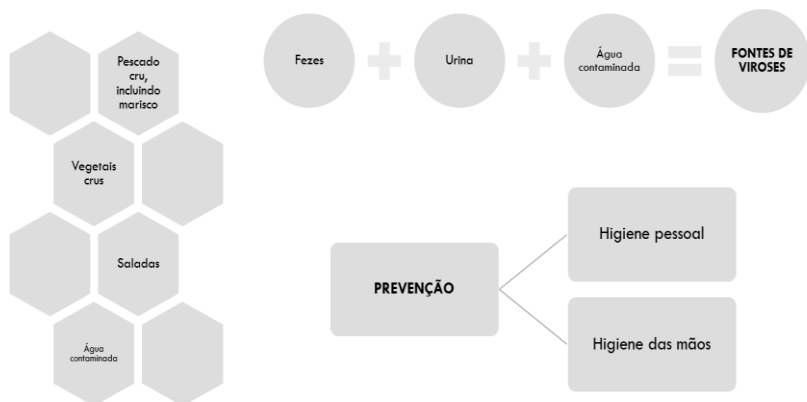 Pescado
cru,
incluindo
marisco
Vegetais
crus
Saladas
Água
contaminada
Fezes
Urina
Água
contaminada
FONTES DE
VIROSES
PREVENÇÃO
Higiene pessoal
Higiene das mãos